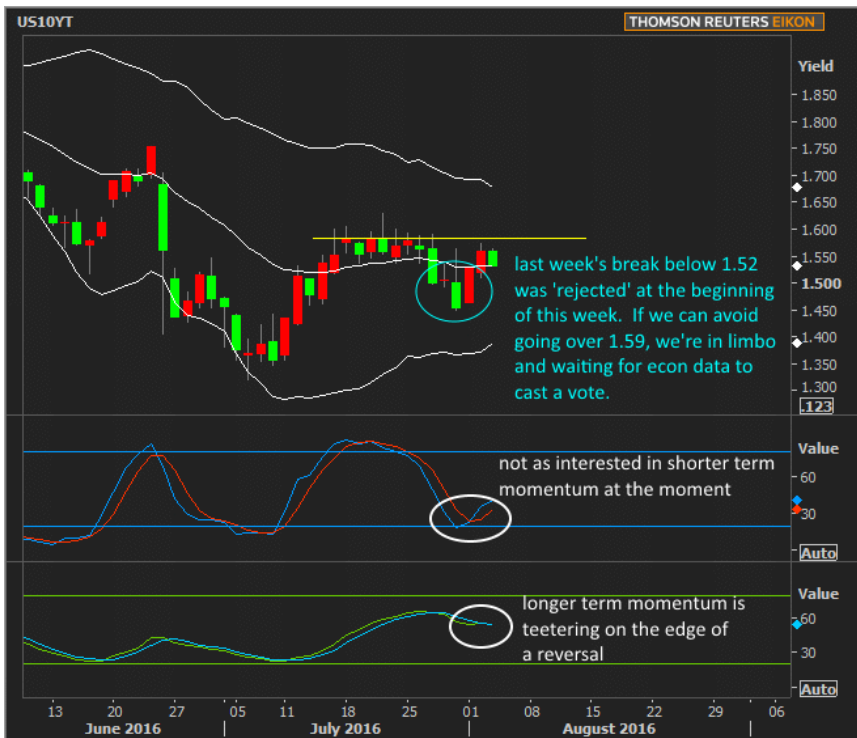 US10YT
THOMSON REUTERS EIKON
Yield
1.850
1.800
1.750
1.700
1.650
1.600
1.550
1.500
1.450
1.400
1.350
1.300
.123
last week's break below 1.52
was 'rejected' at the beginning
of this week.  If we can avoid
going over 1.59, we're in limbo
and waiting for econ data to
cast a vote.
Value
60
30
Auto
not as interested in shorter term
momentum at the moment
Value
60
30
Auto
longer term momentum is
teetering on the edge of
a reversal
13 20 27 05 11 18 25 01 08 15 22 29 06
June 2016 July 2016 August 2016